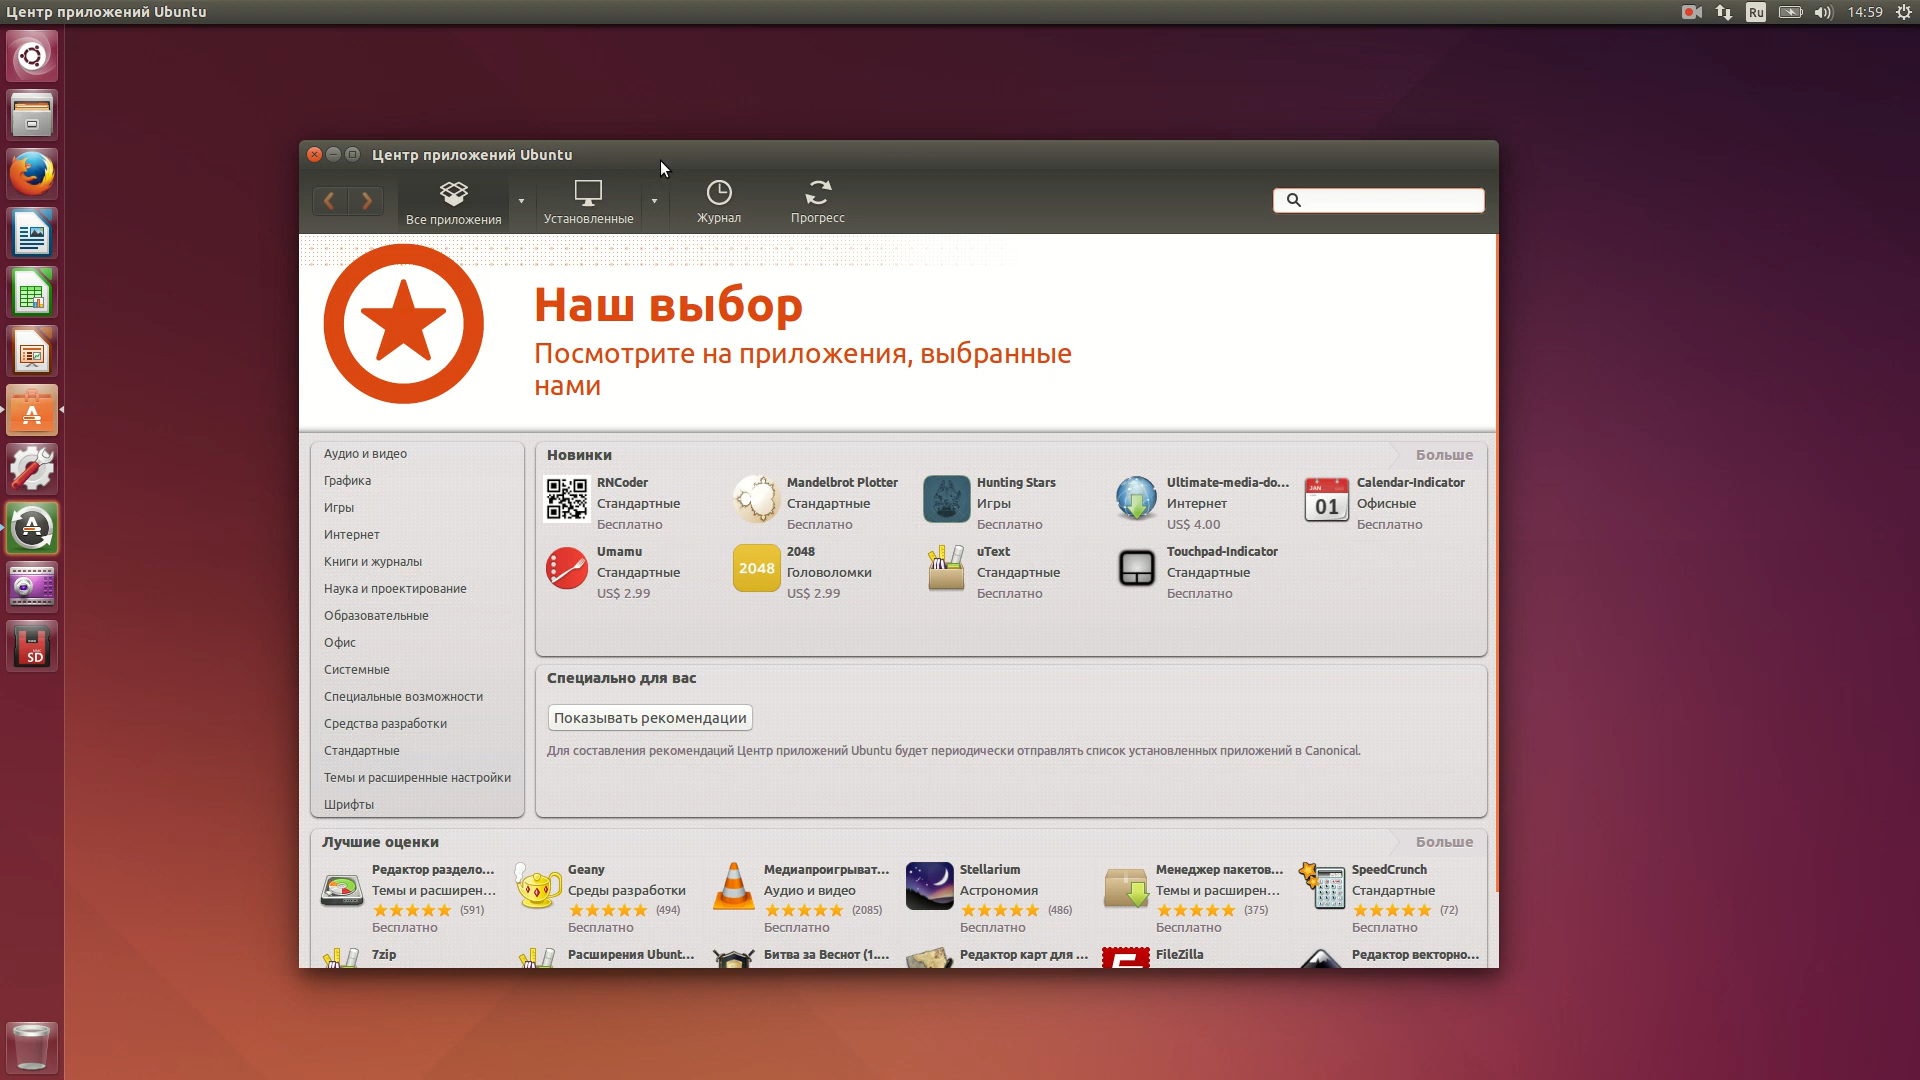 Центр приложений Ubuntu
Ru
14:59
Центр приложений Ubuntu
Все приложения
Установленные
Журнал
Прогресс
Наш выбор
Посмотрите на приложения, выбранные
нами
Аудио и видео
Графика
Игры
Интернет
Книги и журналы
Наука и проектирование
Образовательные
Офис
Системные
Специальные возможности
Средства разработки
Стандартные
Темы и расширенные настройки
Шрифты
Новинки
Больше
RNCoder
Стандартные
Бесплатно
Mandelbrot Plotter
Стандартные
Бесплатно
Hunting Stars
Игры
Бесплатно
Ultimate-media-do...
Интернет
US$ 4.00
JAN
01
Calendar-Indicator
Офисные
Бесплатно
Umamu
Стандартные
US$ 2.99
2048
2048
Головоломки
US$ 2.99
uText
Стандартные
Бесплатно
Touchpad-Indicator
Стандартные
Бесплатно
Специально для вас
Показывать рекомендации
Для составления рекомендаций Центр приложений Ubuntu будет периодически отправлять список установленных приложений в Canonical.
Лучшие оценки
Больше
Редактор раздело...
Темы и расширен...
(591)
Бесплатно
Geany
Среды разработки
(494)
Бесплатно
Медиапроигрыват...
Аудио и видео
(2085)
Бесплатно
Stellarium
Астрономия
(486)
Бесплатно
Менеджер пакетов...
Темы и расширен...
(375)
Бесплатно
SpeedCrunch
Стандартные
(72)
Бесплатно
7zip
Расширения Ubunt...
Битва за Веснот (1....
Редактор карт для ...
FileZilla
Редактор векторно...
SD